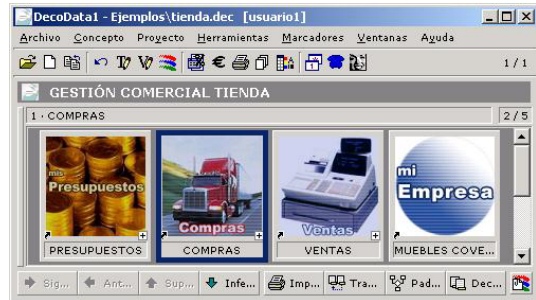 DecoData1 - Ejemplos\tienda.dec [usuario1]
Archivo Concepto Proyecto Herramientas Marcadores Ventanas Ayuda
1 / 1
GESTIÓN COMERCIAL TIENDA
1 · COMPRAS 2 / 5
mis Presupuestos
Compras
Ventas
mi Empresa
PRESUPUESTOS COMPRAS VENTAS MUEBLES COVE...
Sig... Ant... Sup... Infe... Imp... Tra... Pad... Dec...